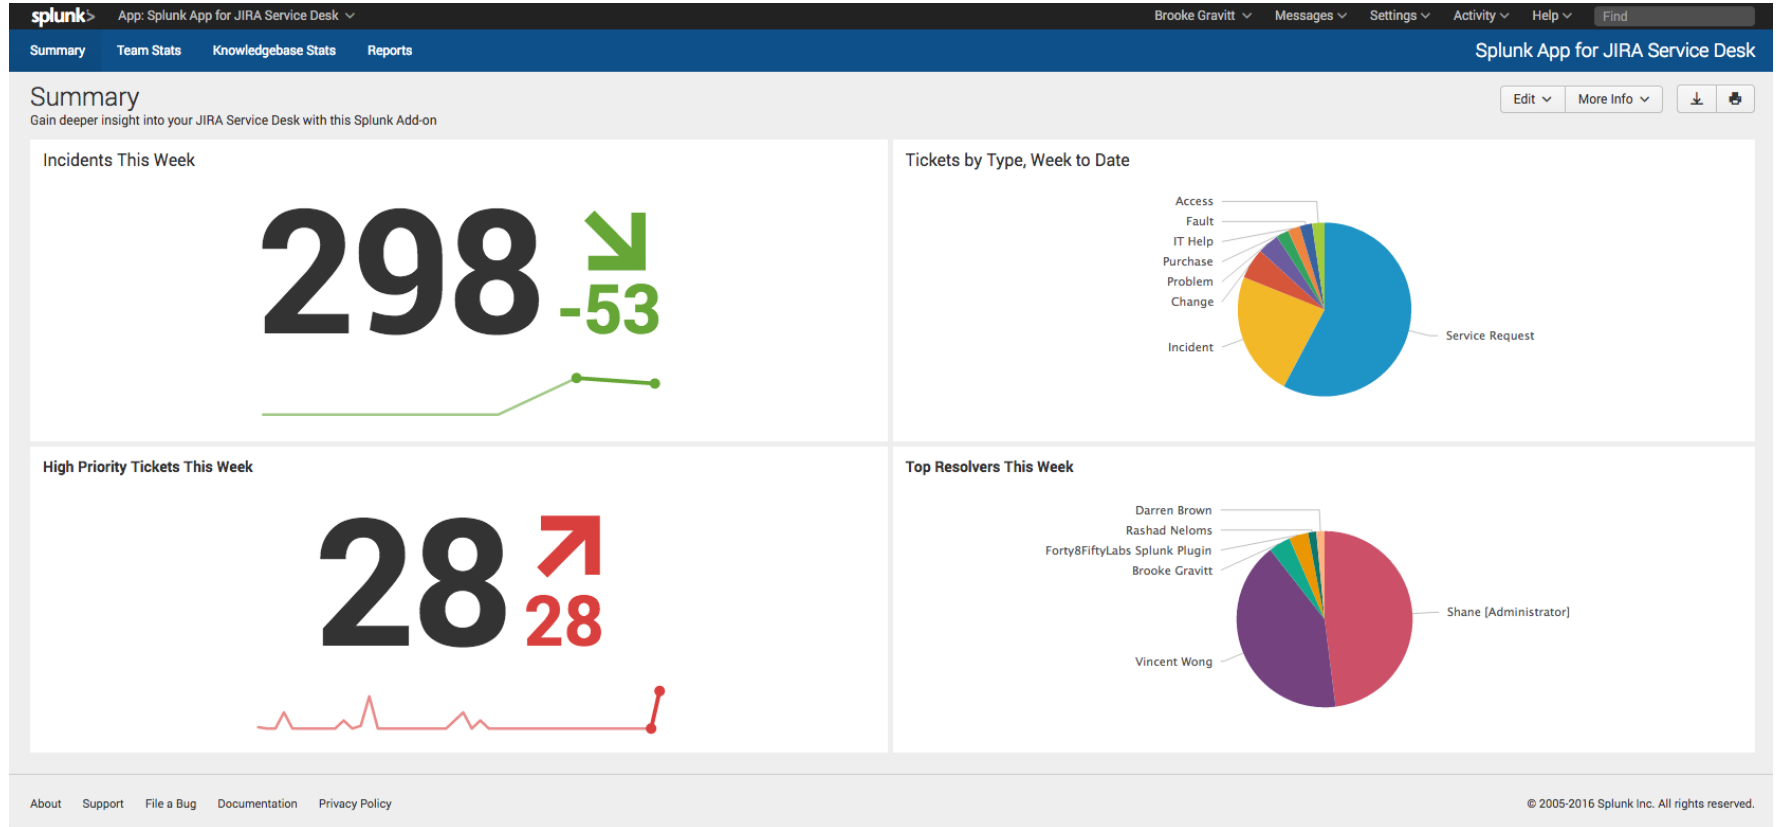 splunk> App: Splunk App for JIRA Service Desk Brooke Gravitt Messages Settings Activity Help Find
Summary Team Stats Knowledgebase Stats Reports Splunk App for JIRA Service Desk
Summary
Edit More Info
Gain deeper insight into your JIRA Service Desk with this Splunk Add-on
Incidents This Week
298
-53
Tickets by Type, Week to Date
Access
Fault
IT Help
Purchase
Problem
Change
Incident
Service Request
High Priority Tickets This Week
28
28
Top Resolvers This Week
Darren Brown
Rashad Neloms
Forty8FiftyLabs Splunk Plugin
Brooke Gravitt
Vincent Wong
Shane [Administrator]
About Support File a Bug Documentation Privacy Policy © 2005-2016 Splunk Inc. All rights reserved.